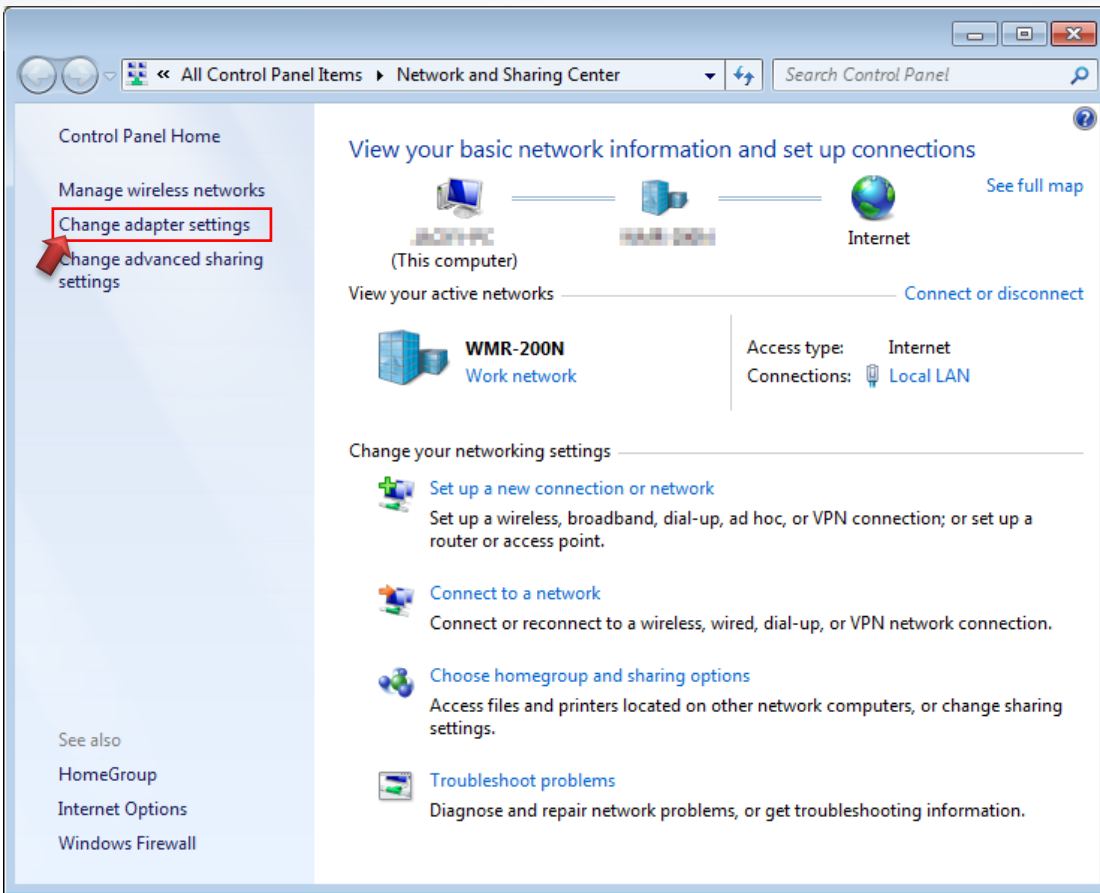 « All Control Panel Items ▸ Network and Sharing Center
Search Control Panel
Control Panel Home
Manage wireless networks
Change adapter settings
Change advanced sharing
settings
See also
HomeGroup
Internet Options
Windows Firewall
View your basic network information and set up connections
See full map
(This computer)
Internet
View your active networks
Connect or disconnect
WMR-200N
Work network
Access type: Internet
Connections: Local LAN
Change your networking settings
Set up a new connection or network
Set up a wireless, broadband, dial-up, ad hoc, or VPN connection; or set up a
router or access point.
Connect to a network
Connect or reconnect to a wireless, wired, dial-up, or VPN network connection.
Choose homegroup and sharing options
Access files and printers located on other network computers, or change sharing
settings.
Troubleshoot problems
Diagnose and repair network problems, or get troubleshooting information.